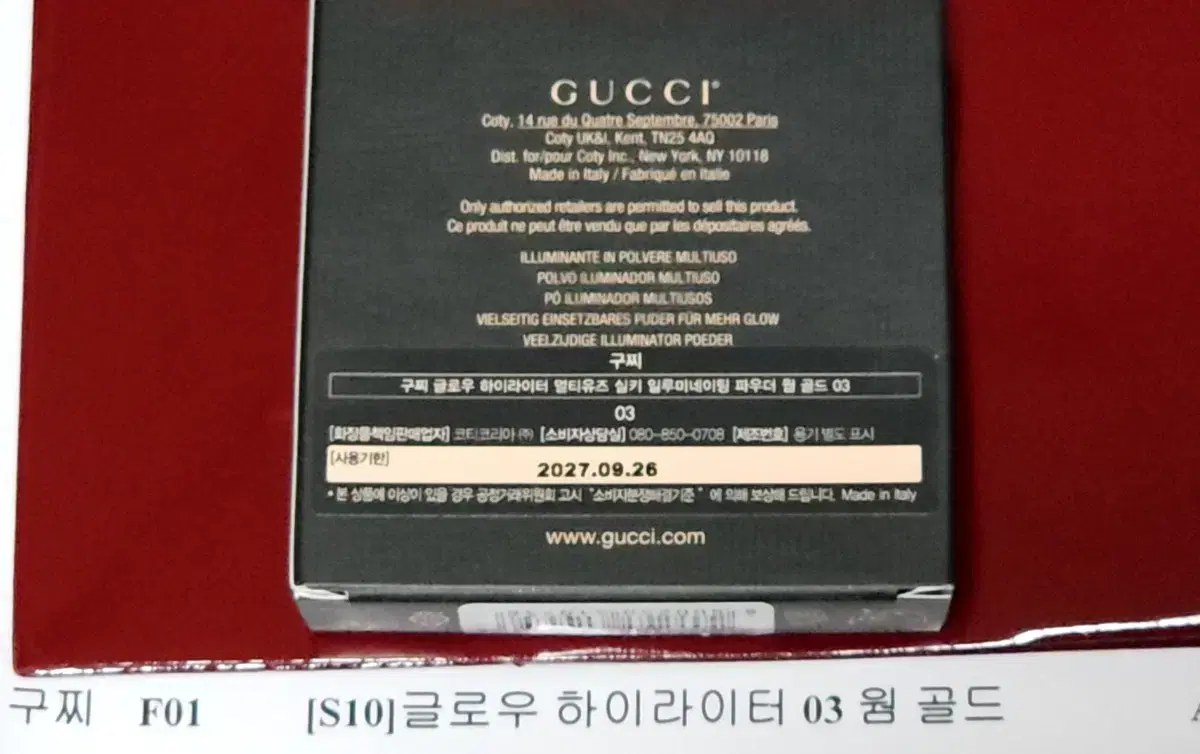 GUCCI®
Coty, 14 rue du Quatre Septembre, 75002 Paris
Coty UK&I, Kent, TN25 4AQ
Dist. for/pour Coty Inc., New York, NY 10118
Made in Italy / Fabriqué en Italie
Only authorized retailers are permitted to sell this product.
Ce produit ne peut être vendu que par les dépositaires agréés.
ILLUMINANTE IN POLVERE MULTIUSO
POLVO ILUMINADOR MULTIUSO
PÓ ILUMINADOR MULTIUSOS
VIELSEITIG EINSETZBARES PUDER FÜR MEHR GLOW
VEELZIJDIGE ILLUMINATOR POEDER
구찌
구찌 글로우 하이라이터 멀티유즈 실키 일루미네이팅 파우더 웜 골드 03
03
[화장품책임판매업자] 코티코리아 ㈜ [소비자상담실] 080-850-0708 [제조번호] 용기 별도 표시
[사용기한] 2027.09.26
• 본 상품에 이상이 있을 경우 공정거래위원회 고시 "소비자분쟁해결기준" 에 의해 보상해 드립니다. Made in Italy
www.gucci.com
구찌 F01 [S10]글로우 하이라이터 03 웜 골드